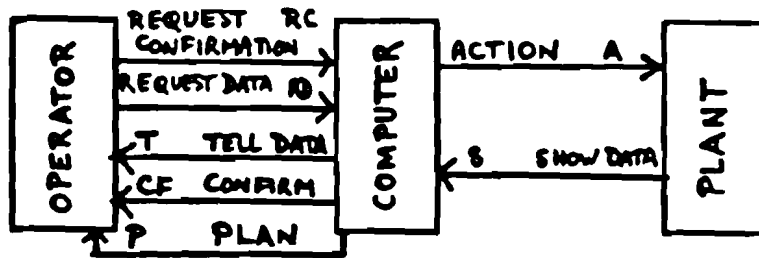 REQUEST RC
CONFIRMATION
REQUEST DATA RD
T TELL DATA
CF CONFIRM
P PLAN
OPERATOR
COMPUTER
ACTION A
S SHOW DATA
PLANT